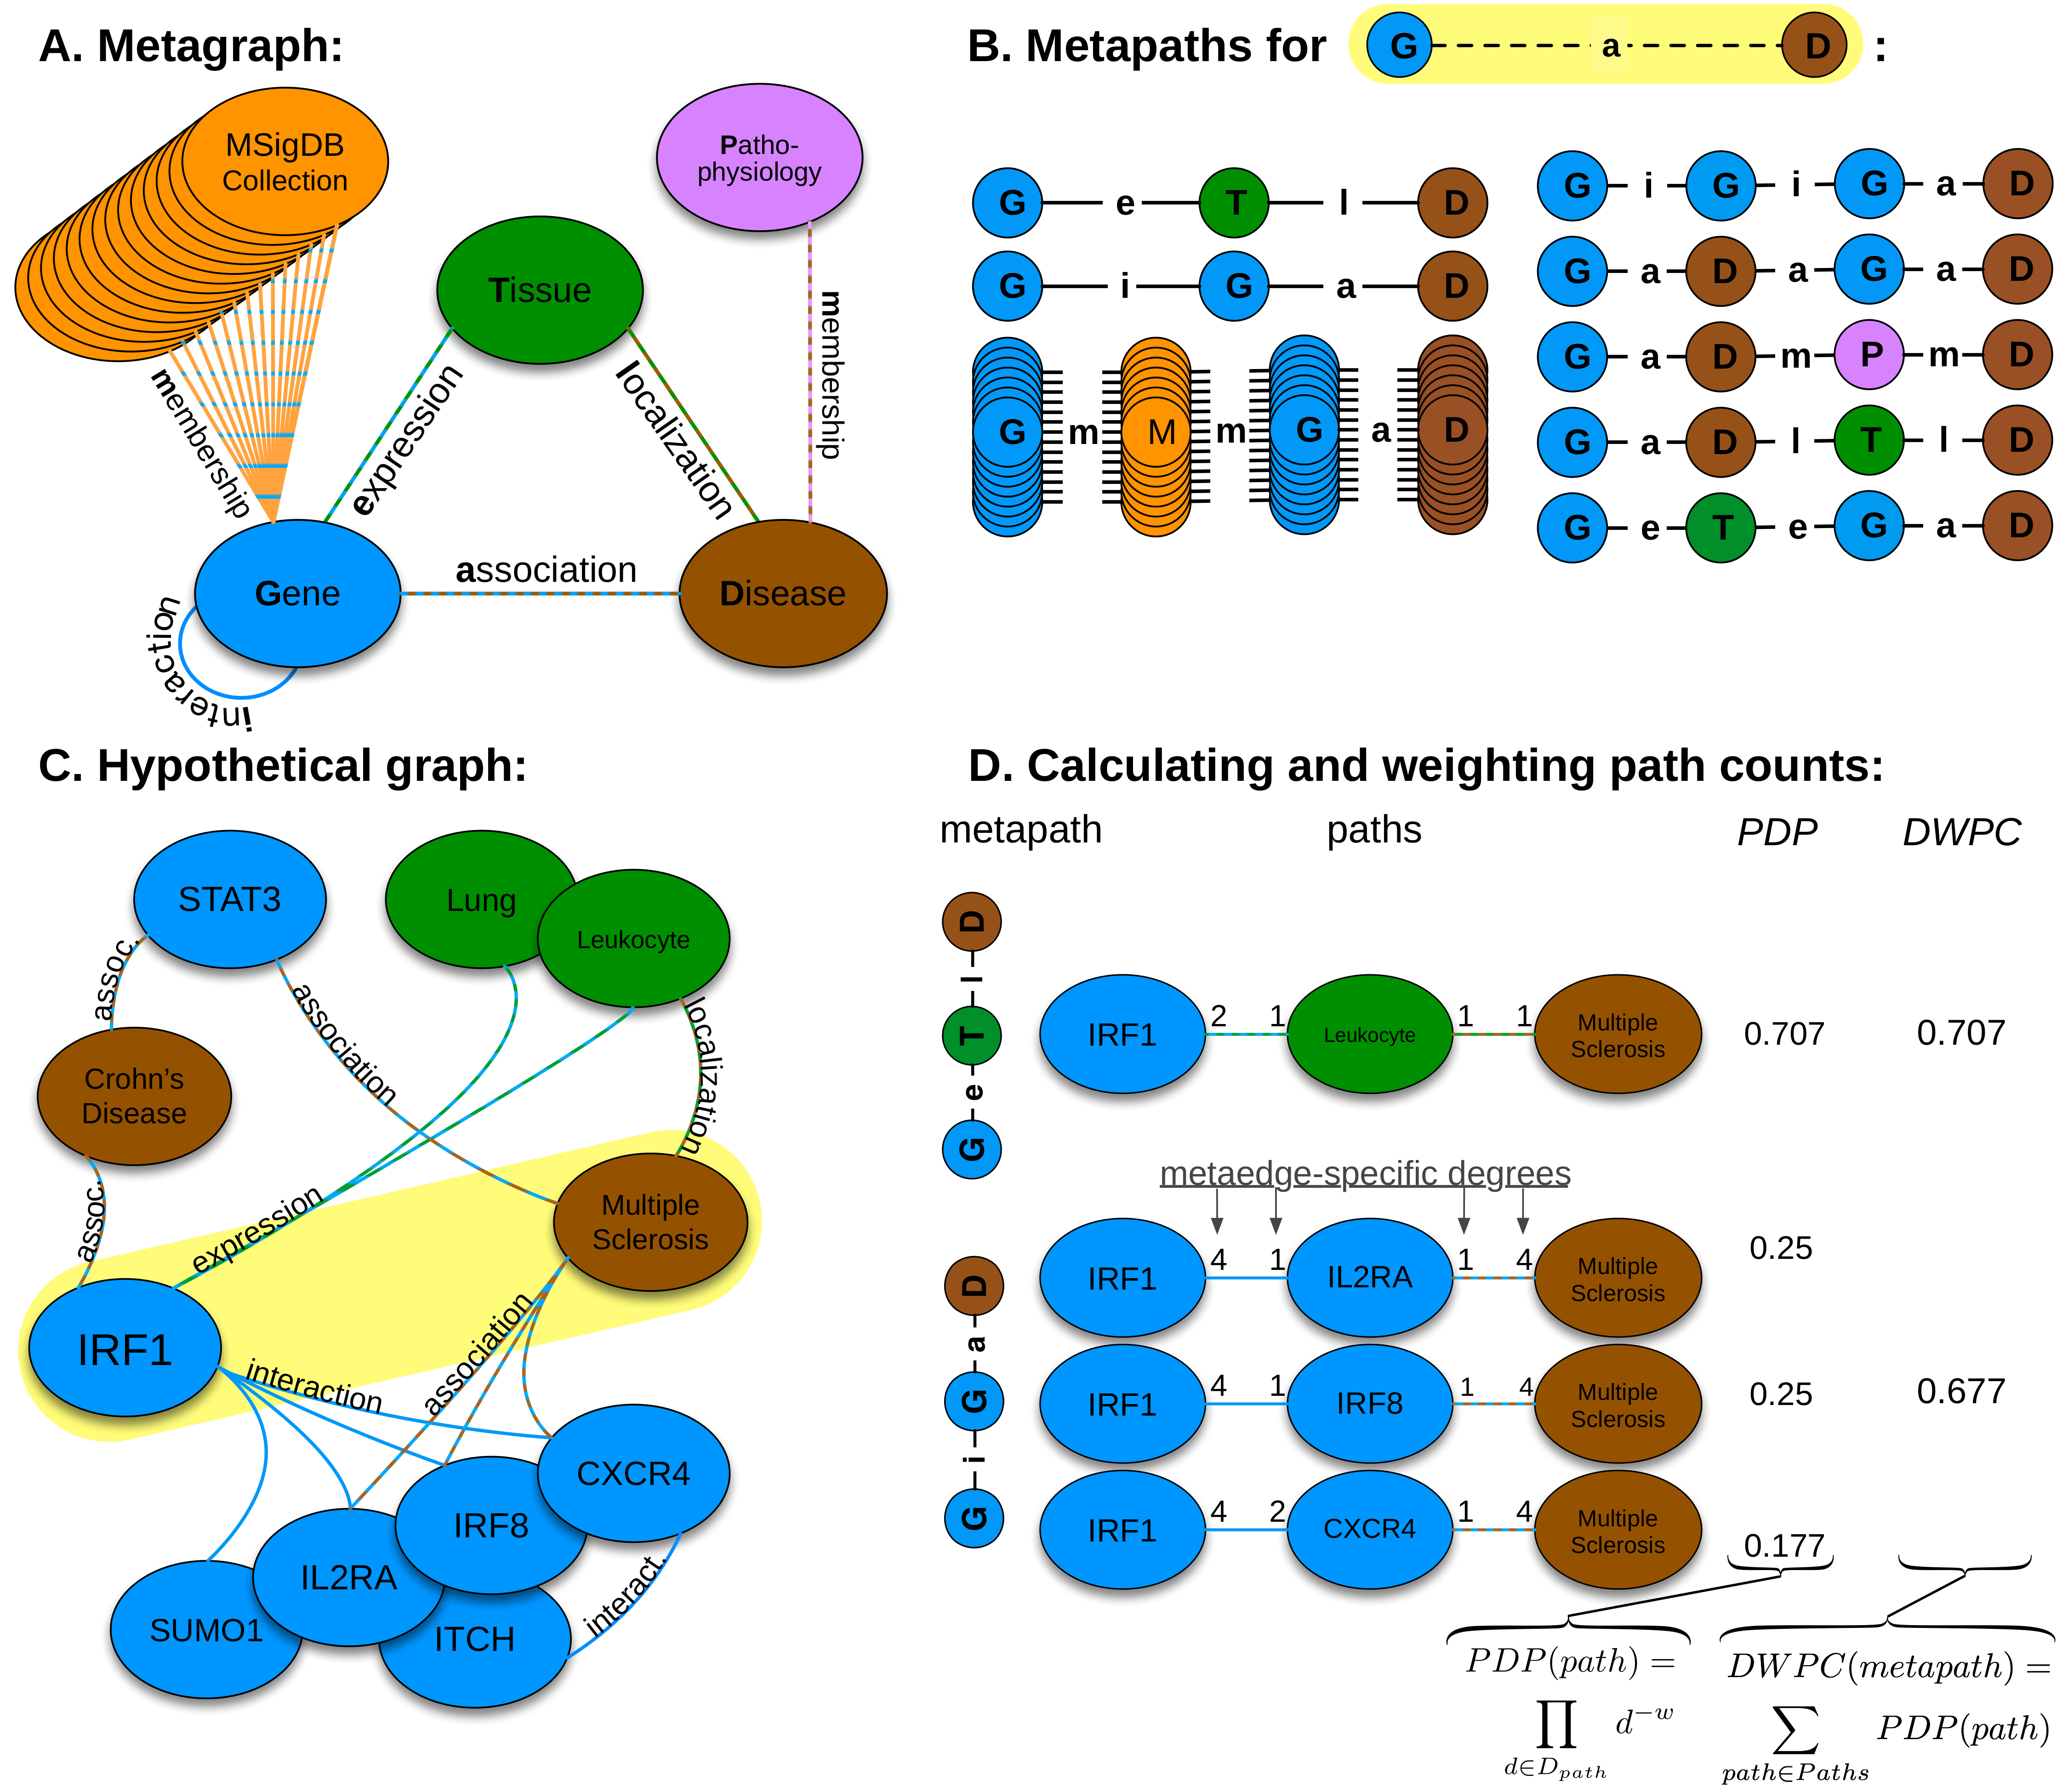 A. Metagraph:
MSigDB
Collection
Patho-
physiology
Tissue
membership
expression
localization
membership
Gene
association
Disease
interaction
B. Metapaths for G a D :
G e T l D
G i G a D
G m M m G a D
G i G i G a D
G a D a G a D
G a D m P m D
G a D l T l D
G e T e G a D
C. Hypothetical graph:
STAT3
Lung
Leukocyte
assoc.
association
localization
Crohn's
Disease
assoc.
expression
Multiple
Sclerosis
IRF1
interaction
association
CXCR4
IRF8
IL2RA
SUMO1
ITCH
interact.
D. Calculating and weighting path counts:
metapath paths PDP DWPC
G e T l D
IRF1 2 1 Leukocyte 1 1 Multiple
Sclerosis
0.707 0.707
metaedge-specific degrees
G i G a D
IRF1 4 1 IL2RA 1 4 Multiple
Sclerosis
0.25
IRF1 4 1 IRF8 1 4 Multiple
Sclerosis
0.25 0.677
IRF1 4 2 CXCR4 1 4 Multiple
Sclerosis
0.177
PDP(path) =
∏ d^{-w}
d∈D_{path}
DWPC(metapath) =
∑ PDP(path)
path∈Paths